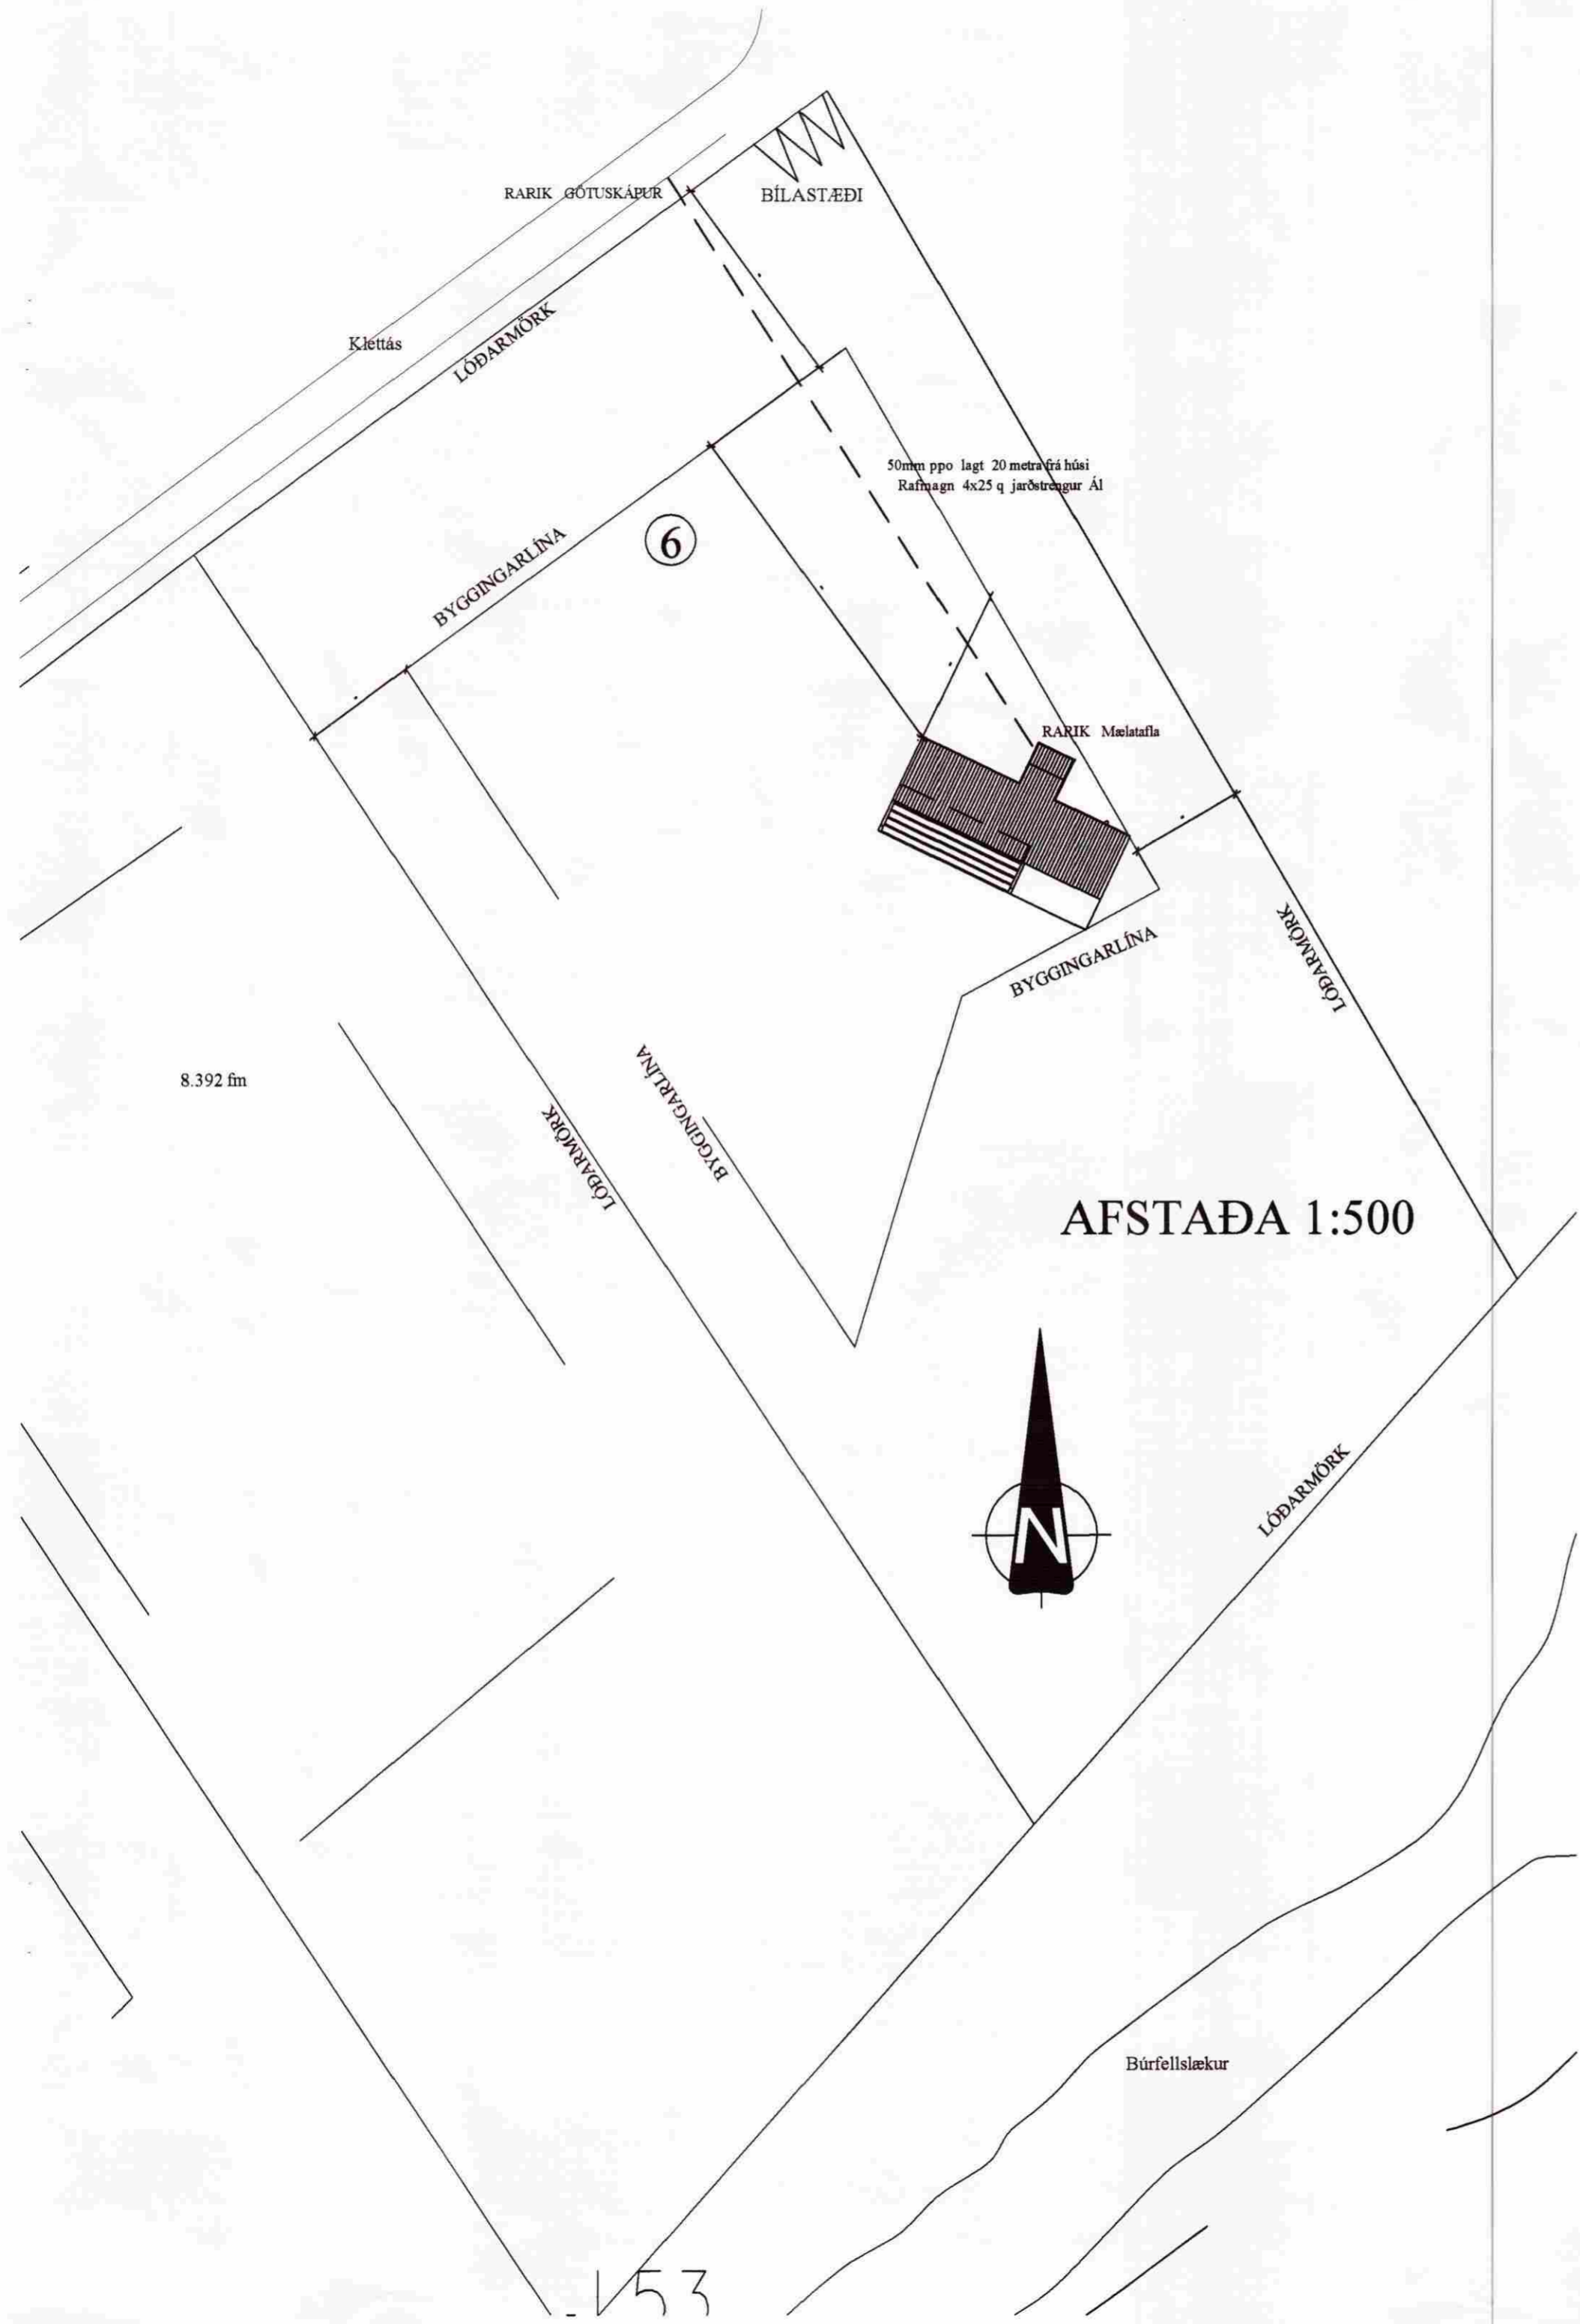 RARIK GÖTUSKÁPUR
BÍLASTÆÐI
Klettás
LÓÐARMÖRK
50mm ppo lagt 20 metra frá húsi
Rafmagn 4x25 q jarðstrengur Ál
BYGGINGARLÍNA
6
RARIK Mælatafla
LÓÐARMÖRK
BYGGINGARLÍNA
8.392 fm
BYGGINGARLÍNA
LÓÐARMÖRK
AFSTAÐA 1:500
LÓÐARMÖRK
N
Búrfellslækur